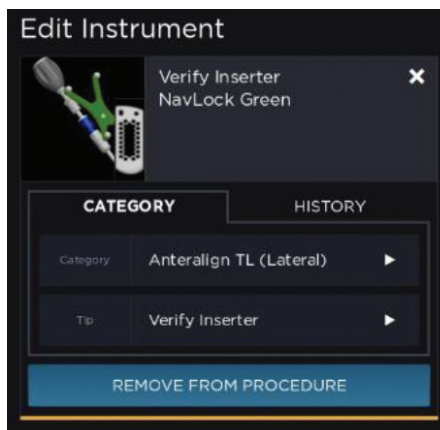 Edit Instrument
Verify Inserter
NavLock Green
CATEGORY
HISTORY
Category
Anteralign TL (Lateral)
Tip
Verify Inserter
REMOVE FROM PROCEDURE